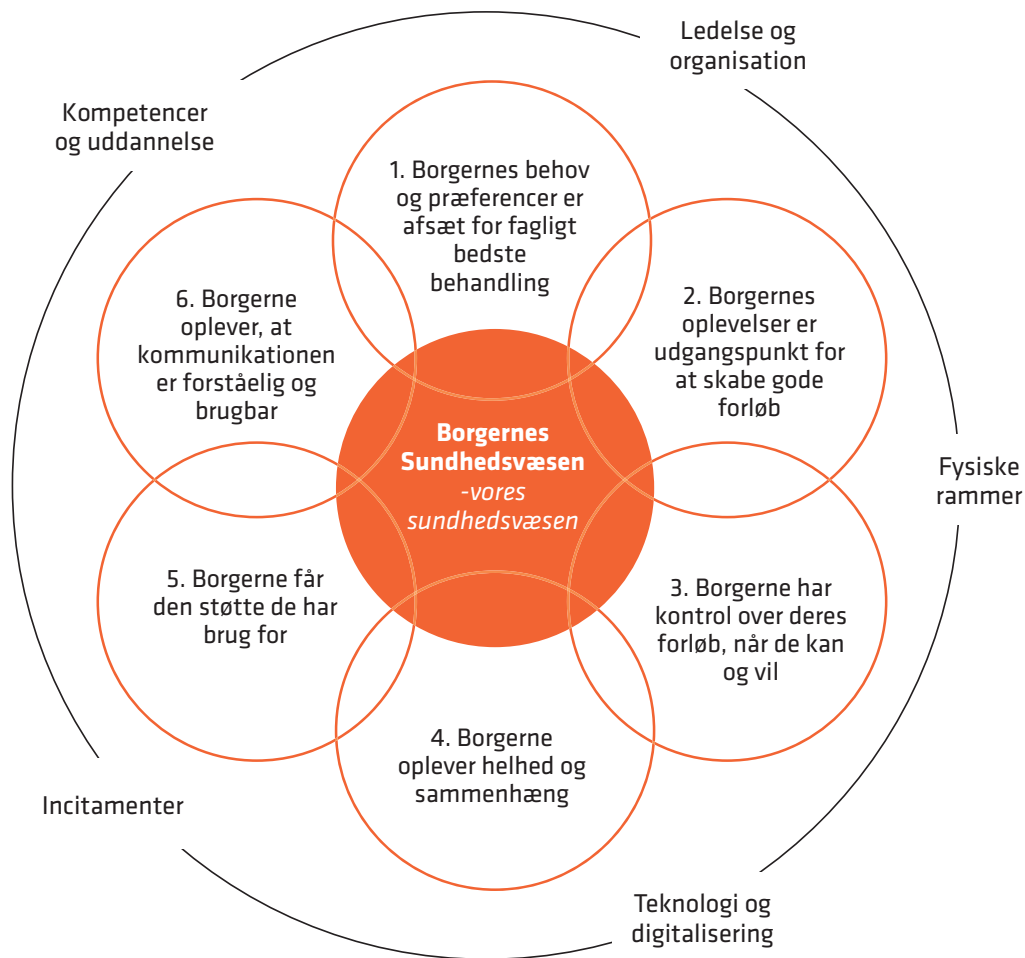 Ledelse og
organisation
Kompetencer
og uddannelse
1. Borgernes behov
og præferencer er
afsæt for fagligt
bedste
behandling
2. Borgernes
oplevelser er
udgangspunkt for
at skabe gode
forløb
6. Borgerne
oplever, at
kommunikationen
er forståelig og
brugbar
Borgernes
Sundhedsvæsen
-vores
sundhedsvæsen
Fysiske
rammer
5. Borgerne får
den støtte de har
brug for
3. Borgerne har
kontrol over deres
forløb, når de kan
og vil
4. Borgerne
oplever helhed og
sammenhæng
Incitamenter
Teknologi og
digitalisering